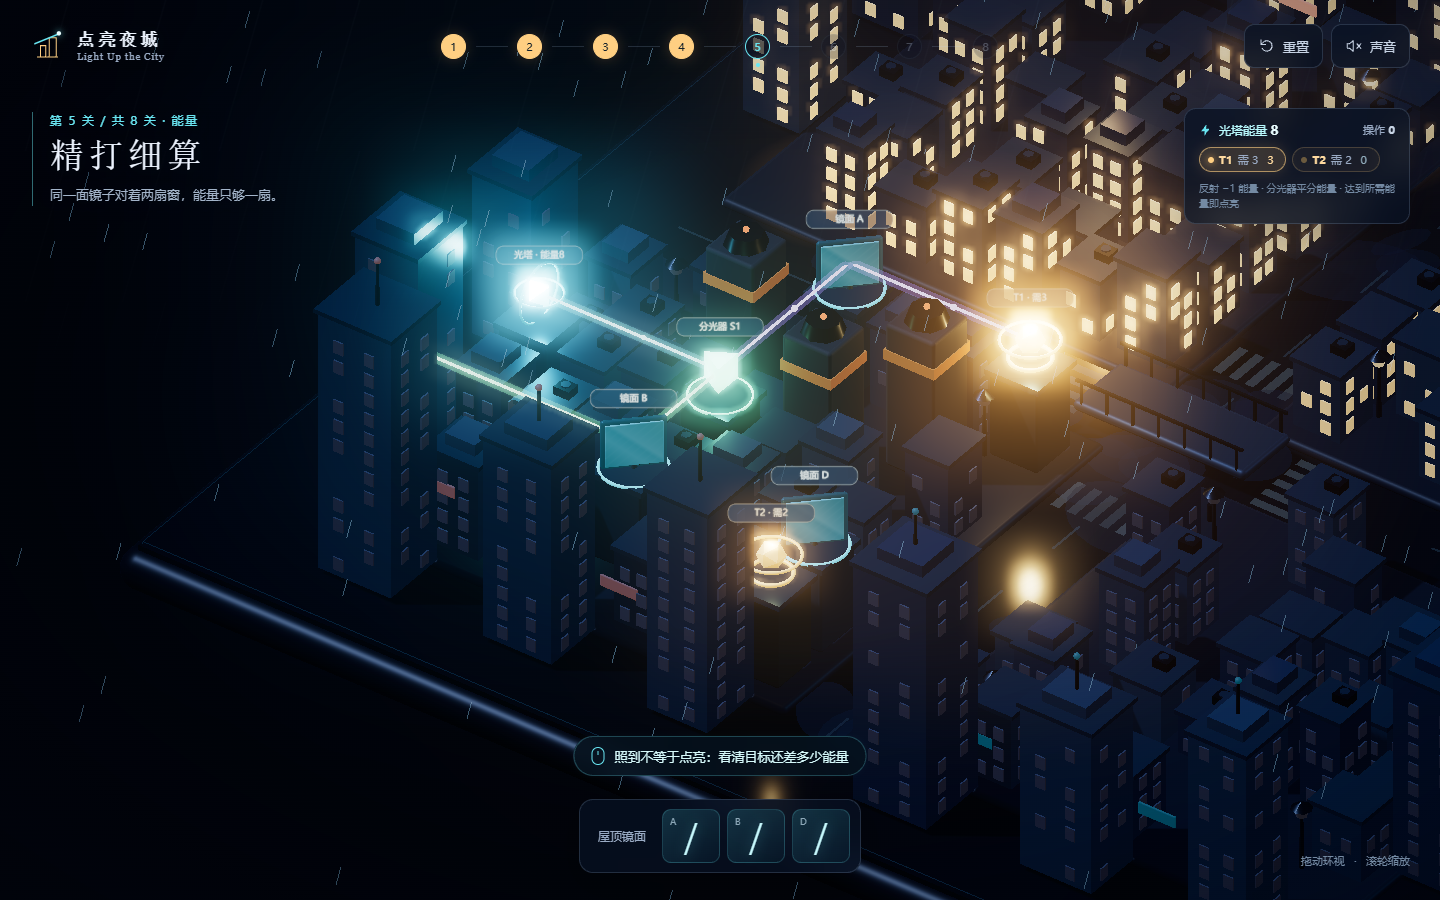 点亮夜城
Light Up the City
1 2 3 4 5 7 8
重置
声音
第 5 关 / 共 8 关 · 能量
精打细算
同一面镜子对着两扇窗，能量只够一扇。
光塔能量 8
操作 0
T1 需 3 3
T2 需 2 0
反射 −1 能量 · 分光器平分能量 · 达到所需能
量即点亮
镜面 A
光塔 · 能量8
T1 · 需3
分光器 S1
镜面 B
镜面 D
T2 · 需2
照到不等于点亮：看清目标还差多少能量
屋顶镜面
A
B
D
拖动环视 · 滚轮缩放